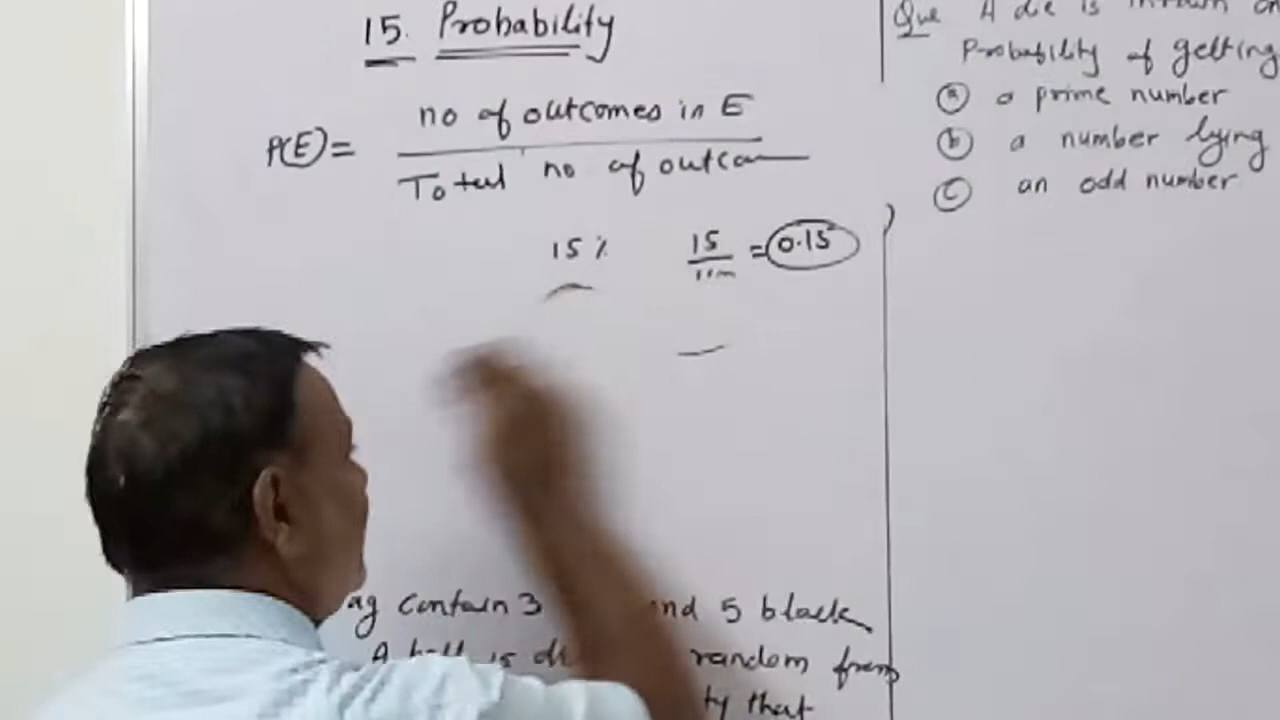 15. Probability
P(E) = no of outcomes in E
Total no of outcom
15 % 15 = 0.15
ag contain 3 nd 5 black
A is random from
ty that
Que A die is thrown on
Probability of getting
(a) a prime number
(b) a number lying
(c) an odd number